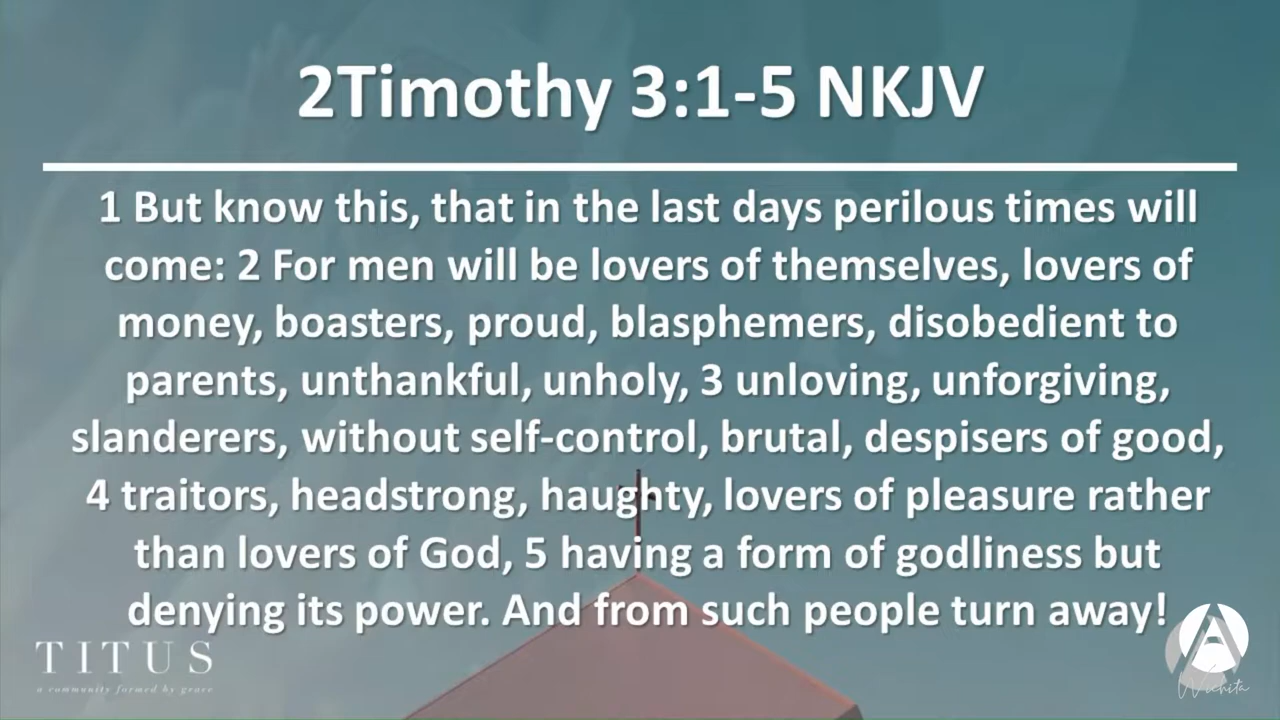 2Timothy 3:1-5 NKJV
1 But know this, that in the last days perilous times will
come: 2 For men will be lovers of themselves, lovers of
money, boasters, proud, blasphemers, disobedient to
parents, unthankful, unholy, 3 unloving, unforgiving,
slanderers, without self-control, brutal, despisers of good,
4 traitors, headstrong, haughty, lovers of pleasure rather
than lovers of God, 5 having a form of godliness but
denying its power. And from such people turn away!
TITUS
a community formed by grace
A
Wichita